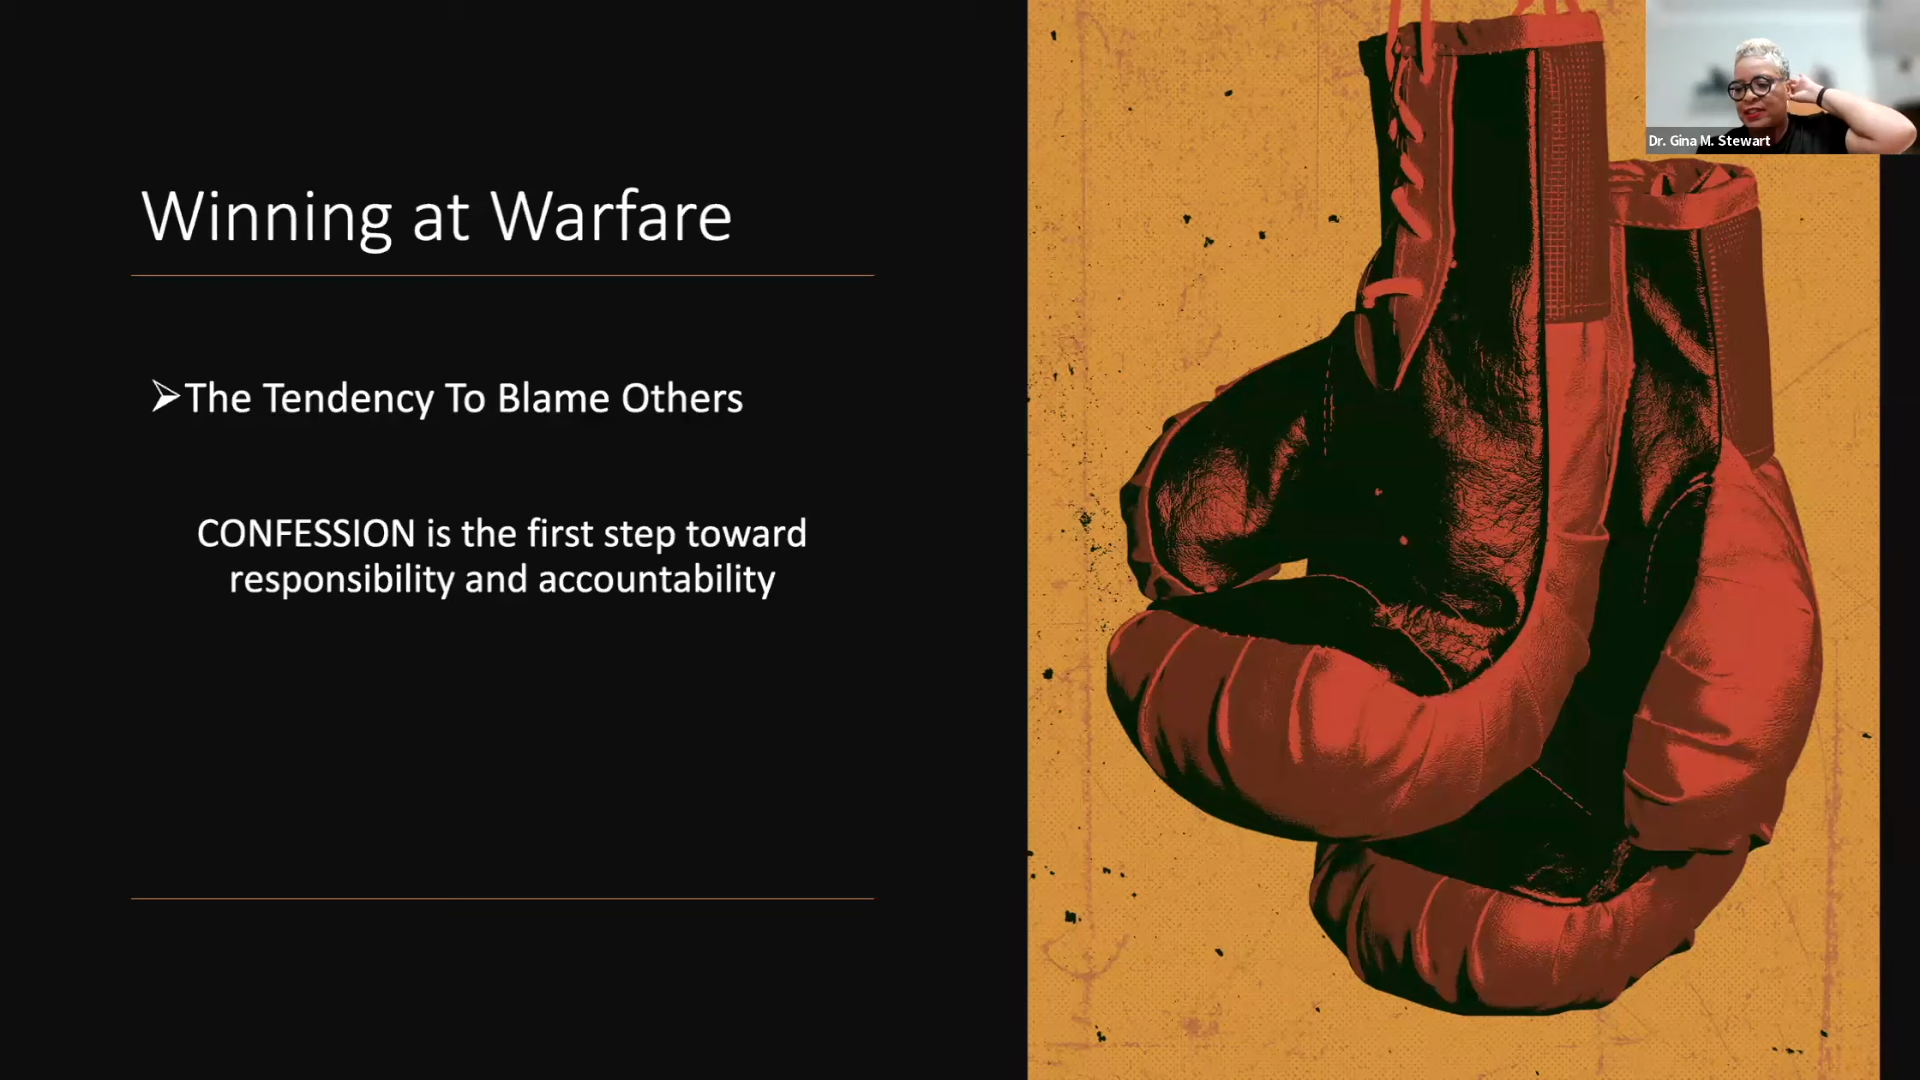 Winning at Warfare
➢The Tendency To Blame Others
CONFESSION is the first step toward
responsibility and accountability
Dr. Gina M. Stewart